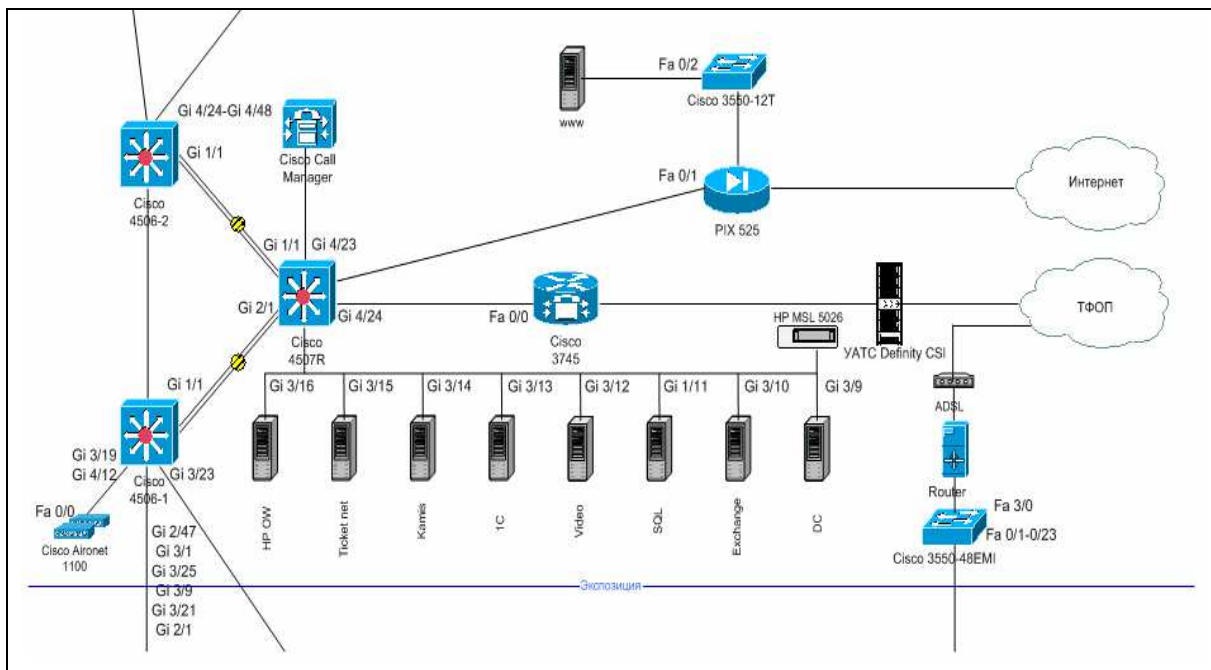 Fa 0/2
Cisco 3550-12T
www
Gi 4/24-Gi 4/48
Gi 1/1
Cisco Call
Manager
Cisco
4506-2
Fa 0/1
PIX 525
Интернет
Gi 1/1
Gi 4/23
Gi 2/1
Gi 4/24
Cisco
4507R
Fa 0/0
Cisco
3745
HP MSL 5026
УАТС Definity CSI
ТФОП
Gi 3/16
Gi 3/15
Gi 3/14
Gi 3/13
Gi 3/12
Gi 1/11
Gi 3/10
Gi 3/9
ADSL
Gi 1/1
Gi 3/19
Gi 4/12
Gi 3/23
Cisco
4506-1
HP OW
Ticket net
Kamis
1C
Video
SQL
Exchange
DC
Router
Fa 3/0
Fa 0/1-0/23
Cisco 3550-48EMI
Fa 0/0
Cisco Aironet
1100
Gi 2/47
Gi 3/1
Gi 3/25
Gi 3/9
Gi 3/21
Gi 2/1
Экспозиция